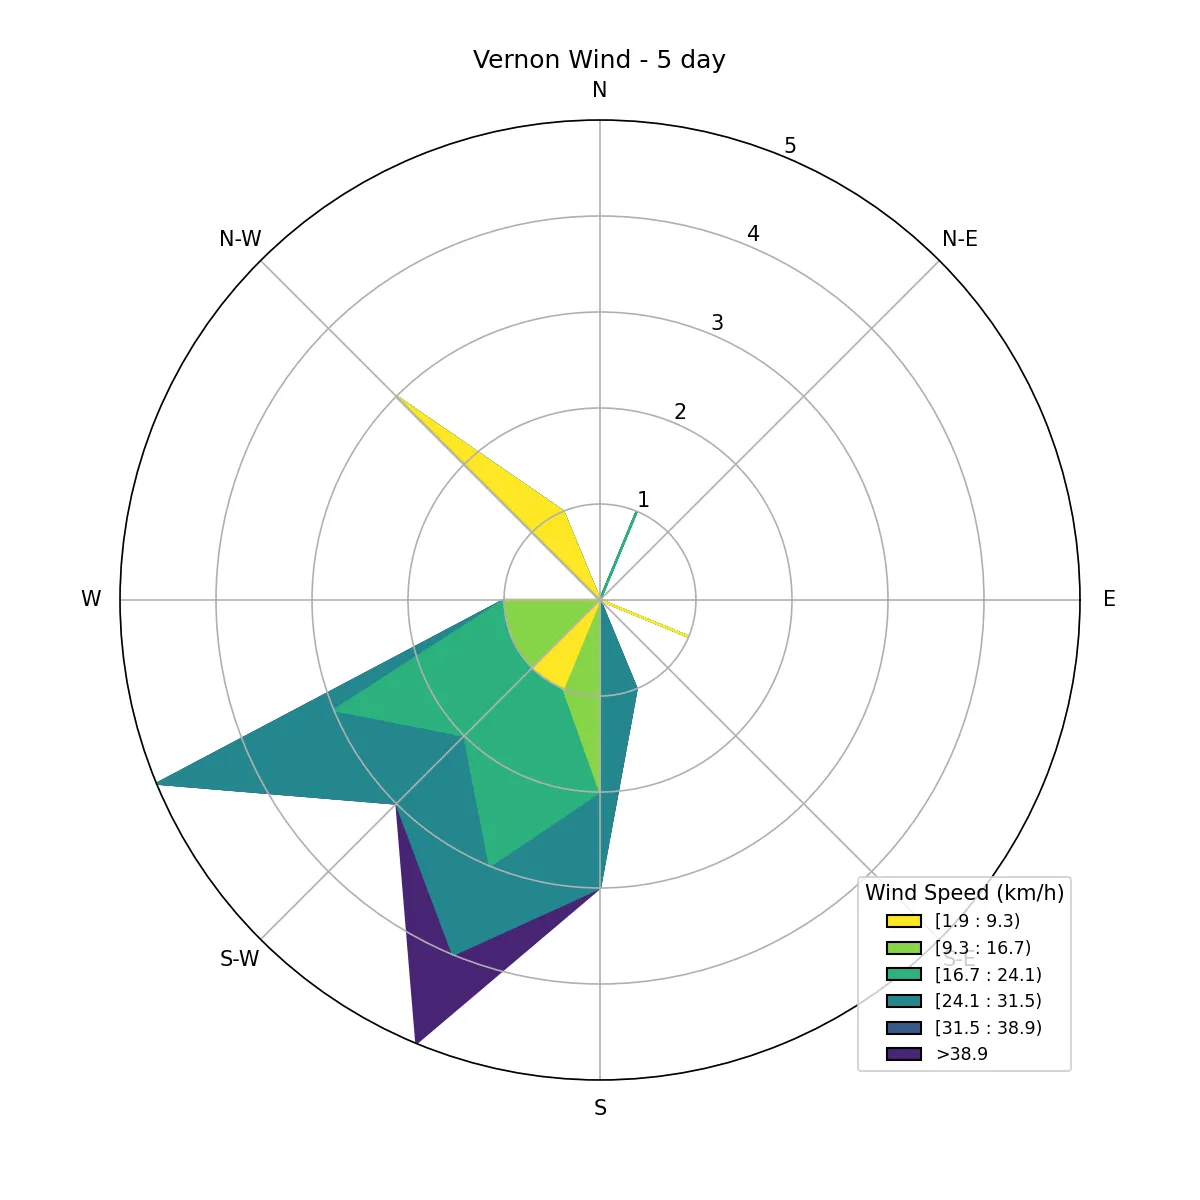 Vernon Wind - 5 day
N
5
N-W
4
N-E
3
2
1
W
E
Wind Speed (km/h)
[1.9 : 9.3)
[9.3 : 16.7)
S-W
S-E
[16.7 : 24.1)
[24.1 : 31.5)
[31.5 : 38.9)
>38.9
S